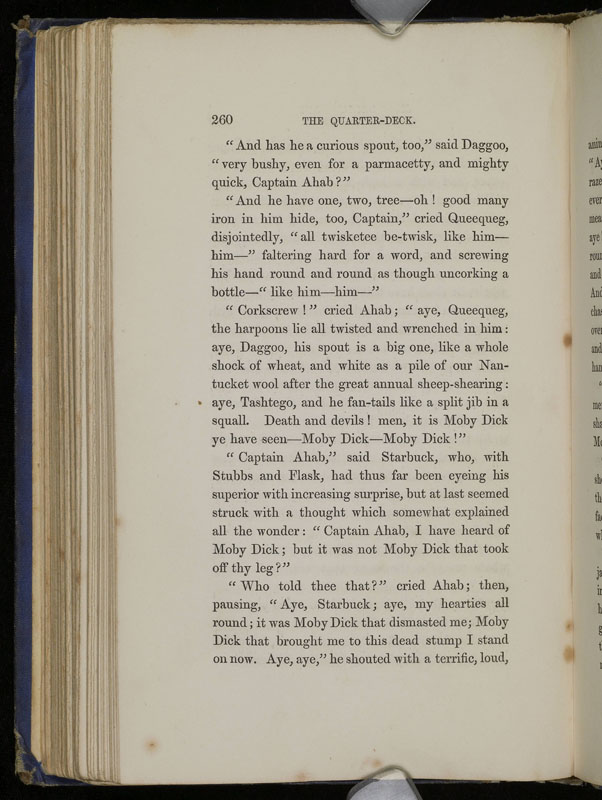 260 THE QUARTER-DECK.
“ And has he a curious spout, too,” said Daggoo,
“ very bushy, even for a parmacetty, and mighty
quick, Captain Ahab ?”
“ And he have one, two, tree—oh ! good many
iron in him hide, too, Captain,” cried Queequeg,
disjointedly, “ all twisketee be-twisk, like him—
him—” faltering hard for a word, and screwing
his hand round and round as though uncorking a
bottle—“ like him—him—”
“ Corkscrew ! ” cried Ahab ; “ aye, Queequeg,
the harpoons lie all twisted and wrenched in him :
aye, Daggoo, his spout is a big one, like a whole
shock of wheat, and white as a pile of our Nan-
tucket wool after the great annual sheep-shearing :
aye, Tashtego, and he fan-tails like a split jib in a
squall. Death and devils ! men, it is Moby Dick
ye have seen—Moby Dick—Moby Dick !”
“ Captain Ahab,” said Starbuck, who, with
Stubbs and Flask, had thus far been eyeing his
superior with increasing surprise, but at last seemed
struck with a thought which somewhat explained
all the wonder : “ Captain Ahab, I have heard of
Moby Dick ; but it was not Moby Dick that took
off thy leg ?”
“ Who told thee that ?” cried Ahab ; then,
pausing, “ Aye, Starbuck ; aye, my hearties all
round ; it was Moby Dick that dismasted me ; Moby
Dick that brought me to this dead stump I stand
on now. Aye, aye,” he shouted with a terrific, loud,